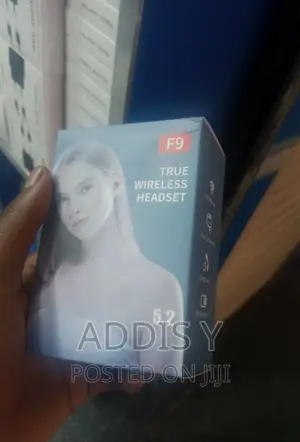 F9
TRUE
WIRELESS
HEADSET
5.2
ADDIS Y
POSTED ON JIJI